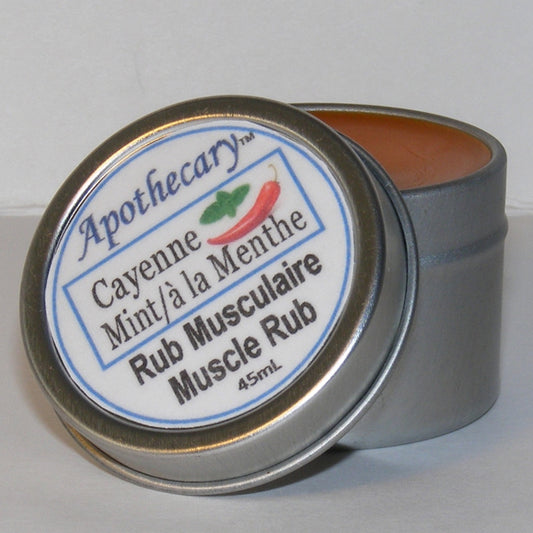 Apothecary™
Cayenne
Mint/à la Menthe
Rub Musculaire
Muscle Rub
45mL